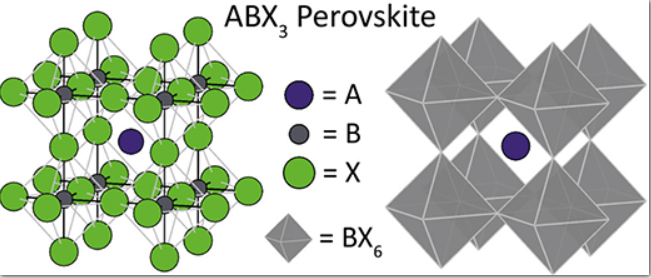 ABX₃ Perovskite
= A
= B
= X
= BX₆